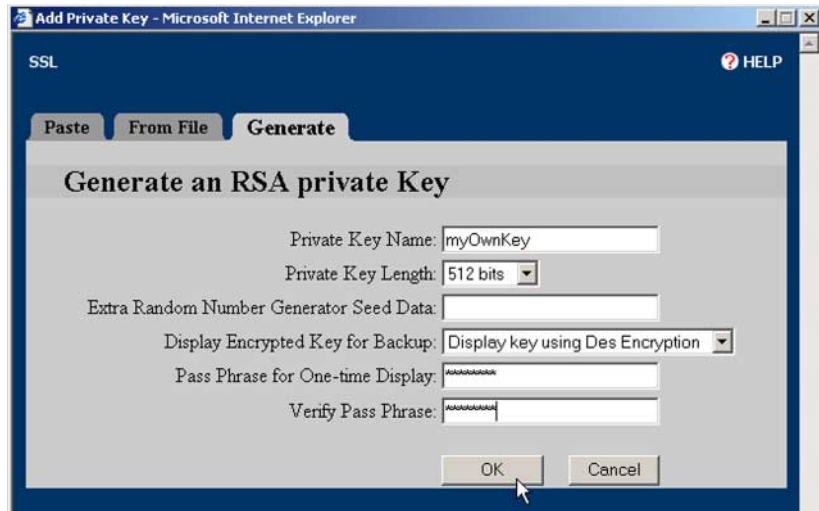 Add Private Key - Microsoft Internet Explorer
SSL
? HELP
Paste From File Generate
Generate an RSA private Key
Private Key Name: myOwnKey
Private Key Length: 512 bits
Extra Random Number Generator Seed Data:
Display Encrypted Key for Backup: Display key using Des Encryption
Pass Phrase for One-time Display: ********
Verify Pass Phrase: ********
OK Cancel